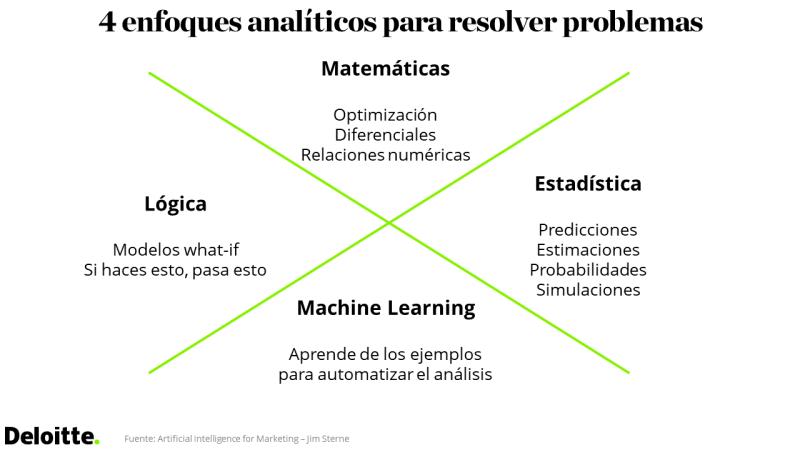 4 enfoques analíticos para resolver problemas
Matemáticas
Optimización
Diferenciales
Relaciones numéricas
Lógica
Modelos what-if
Si haces esto, pasa esto
Estadística
Predicciones
Estimaciones
Probabilidades
Simulaciones
Machine Learning
Aprende de los ejemplos
para automatizar el análisis
Deloitte.
Fuente: Artificial Intelligence for Marketing – Jim Sterne